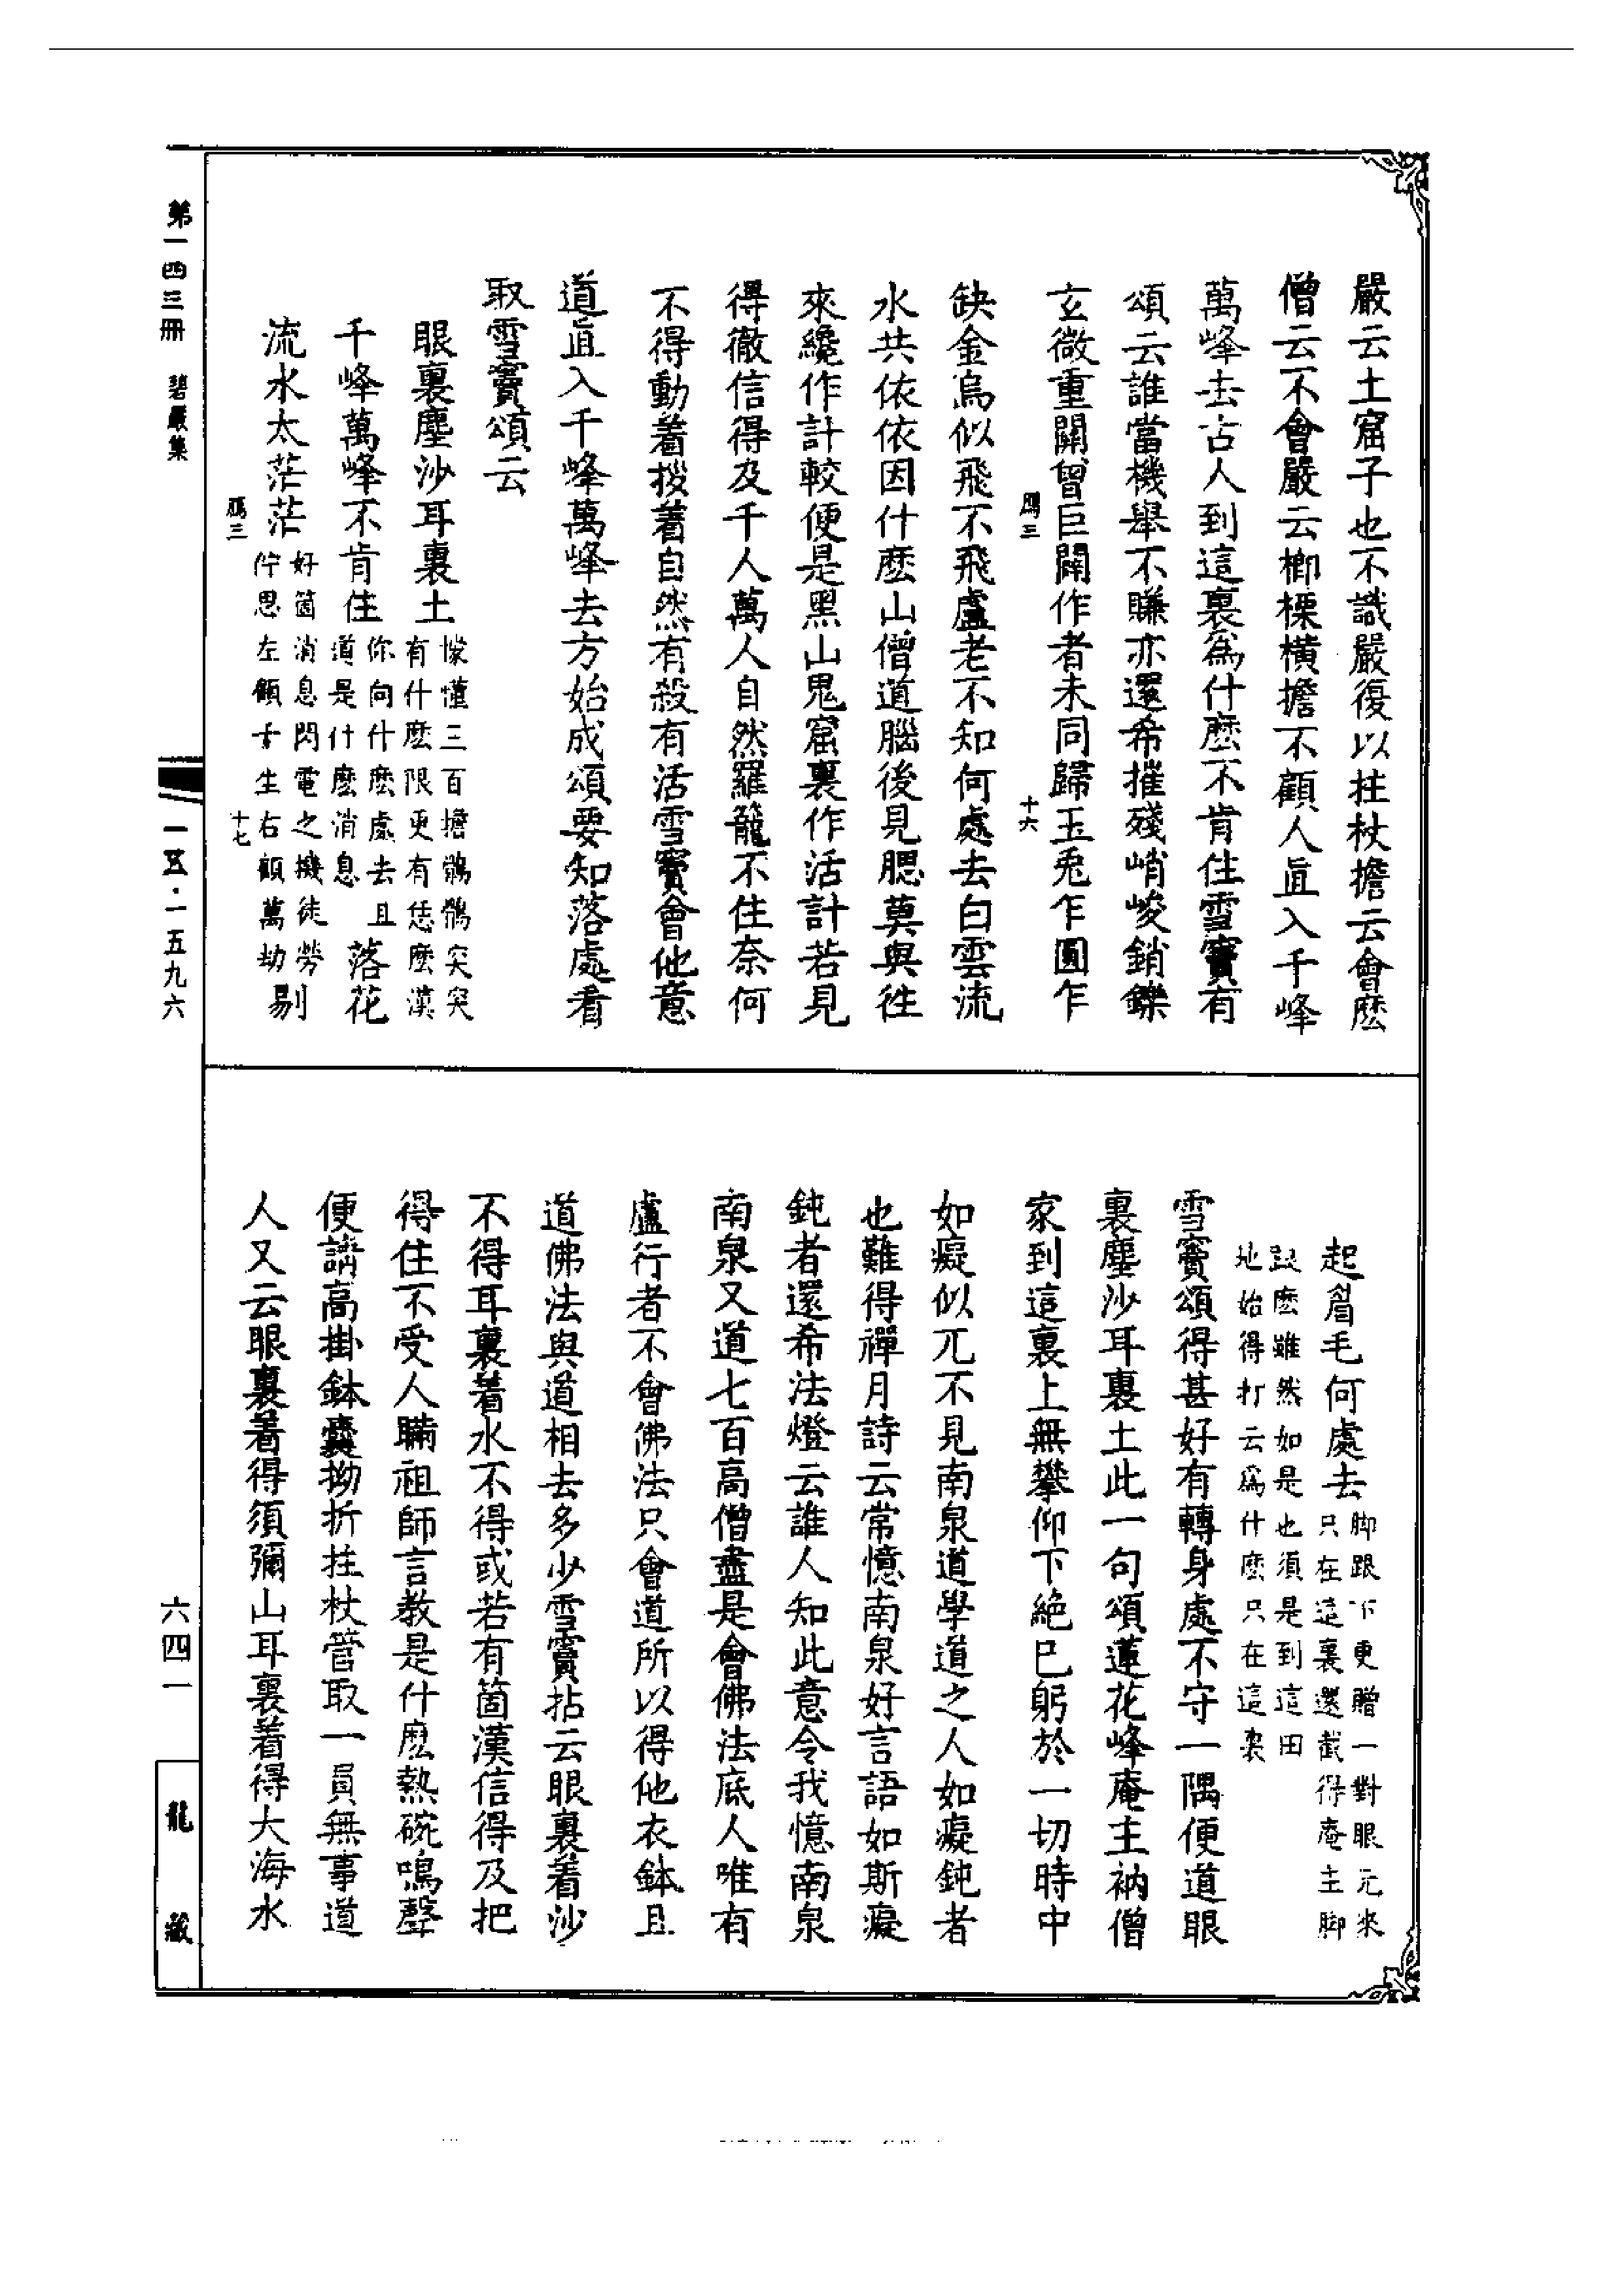 嚴云土窟子也不識嚴復以拄杖擔云會麽
僧云不會嚴云楖𣗖橫擔不顧人直入千峰
萬峰去古人到這裏爲什麽不肯住雪竇有
頌云誰當機舉不賺亦還希摧殘峭峻銷鑠
玄微重關曾巨闢作者未同歸玉兎乍圓乍
鴈三
十六
缺金烏似飛不飛盧老不知何處去白雲流
水共依依因什麽山僧道腦後見腮莫與徃
來纔作計較便是黑山鬼窟裏作活計若見
得徹信得及千人萬人自然羅籠不住奈何
不得動着拶着自然有殺有活雪竇會他意
道直入千峰萬峰去方始成頌要知落處看
取雪竇頌云
眼裏塵沙耳裏土 懞懂三百擔鶻鶻突突
有什麽限更有恁麽漢
千峰萬峰不肯住 你向什麽處去且
道是什麽消息 落花
流水太茫茫 好箇消息閃電之機徒勞
佇思左顧千生右顧萬劫 剔
鴈三
十七
起眉毛何處去 脚跟下更贈一對眼元來
只在這裏還截得庵主脚
跟麽雖然如是也須是到這田
地始得打云爲什麽只在這裏
雪竇頌得甚好有轉身處不守一隅便道眼
裏塵沙耳裏土此一句頌蓮花峰庵主衲僧
家到這裏上無攀仰下絕巳躬於一切時中
如癡似兀不見南泉道學道之人如癡鈍者
也難得禪月詩云常憶南泉好言語如斯癡
鈍者還希法燈云誰人知此意令我憶南泉
南泉又道七百高僧盡是會佛法底人唯有
盧行者不會佛法只會道所以得他衣鉢且
道佛法與道相去多少雪竇拈云眼裏着沙
不得耳裏着水不得或若有箇漢信得及把
得住不受人瞞祖師言教是什麽熱碗鳴聲
便請高掛鉢囊拗折拄杖管取一員無事道
人又云眼裏着得須彌山耳裏着得大海水
第一四三冊　碧巖集
一五·一五九六
六四一
龍藏